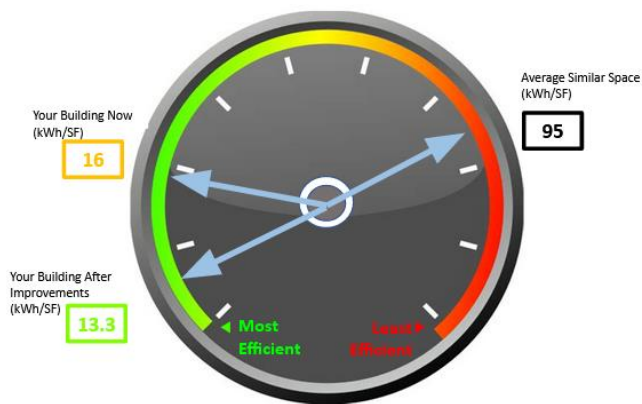 Your Building Now
(kWh/SF)
16
Your Building After
Improvements
(kWh/SF)
13.3
Average Similar Space
(kWh/SF)
95
◄ Most
Efficient
Least ►
Efficient